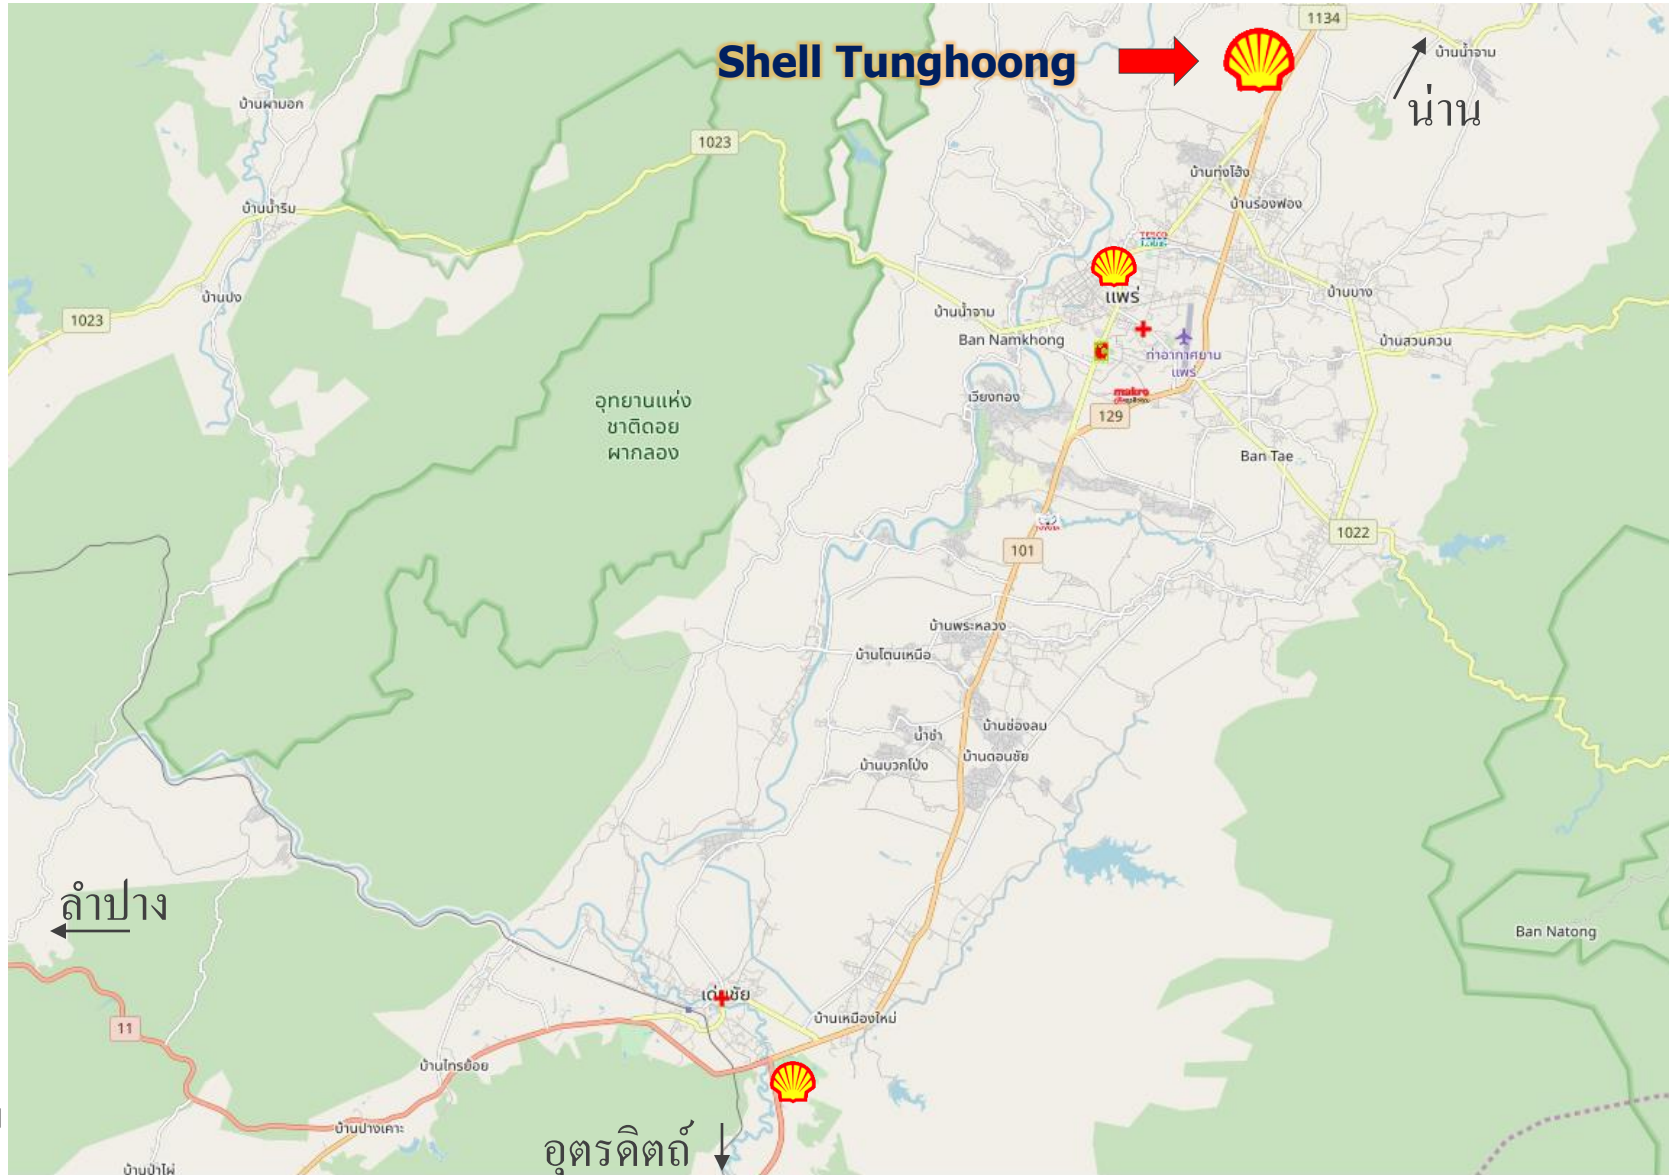 1134
Shell Tunghoong
บ้านน้ำจาม
น่าน
บ้านผามอก
1023
บ้านทุ่งโฮ้ง
บ้านร่องฟอง
บ้านน้ำริม
TESCO
บ้านปง
แพร่
บ้านบาง
1023
บ้านน้ำจาม
Ban Namkhong
บ้านสวนควน
ท่าอากาศยาน
แพร่
makro
เวียงทอง
129
อุทยานแห่ง
ชาติดอย
ผากลอง
Ban Tae
1022
101
บ้านพระหลวง
บ้านโตนเหนือ
บ้านช่องลม
น้ำชำ
บ้านดอนชัย
บ้านบวกโป่ง
ลำปาง
Ban Natong
เด่นชัย
บ้านเหมืองใหม่
11
บ้านไทรย้อย
บ้านปางเคาะ
อุตรดิตถ์
บ้านป่าไผ่